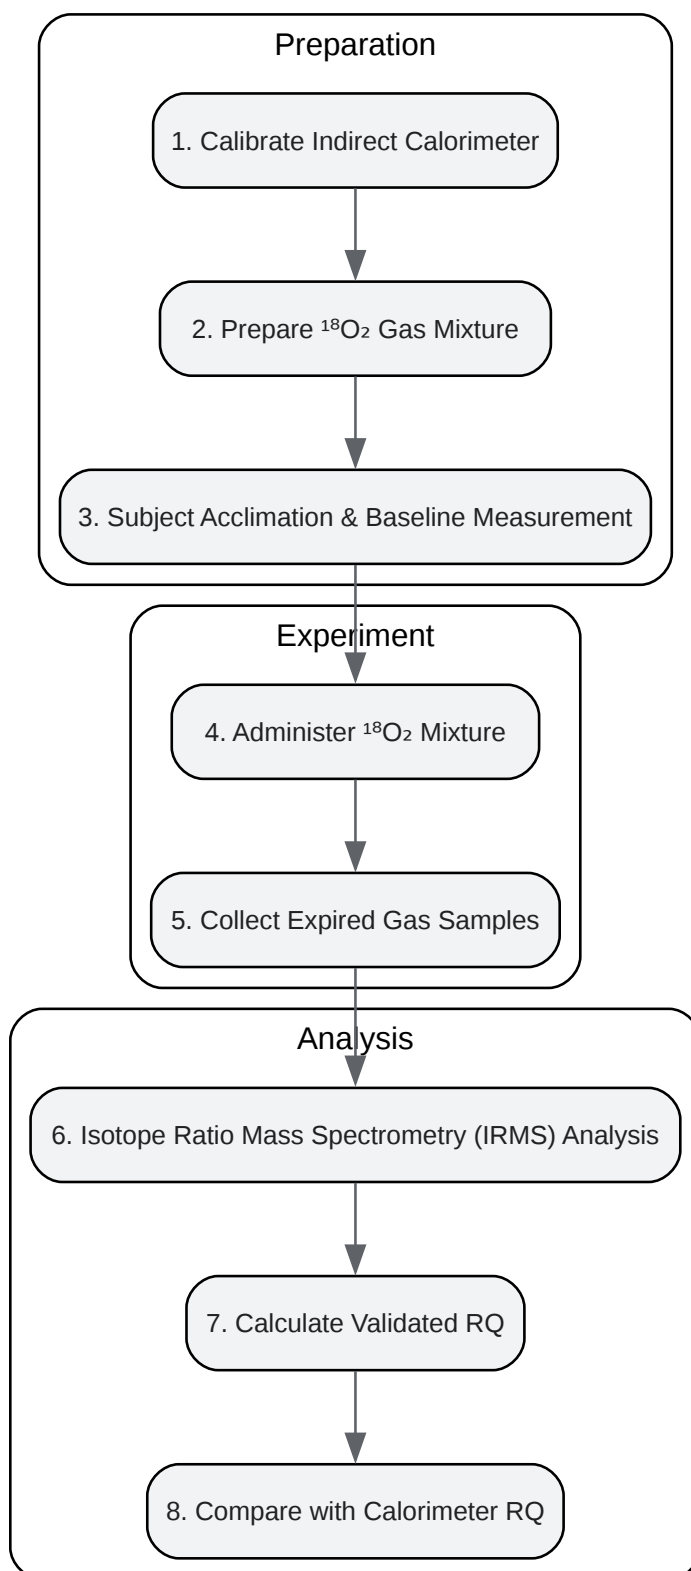 Preparation
1. Calibrate Indirect Calorimeter
2. Prepare ¹⁸O₂ Gas Mixture
3. Subject Acclimation & Baseline Measurement
Experiment
4. Administer ¹⁸O₂ Mixture
5. Collect Expired Gas Samples
Analysis
6. Isotope Ratio Mass Spectrometry (IRMS) Analysis
7. Calculate Validated RQ
8. Compare with Calorimeter RQ